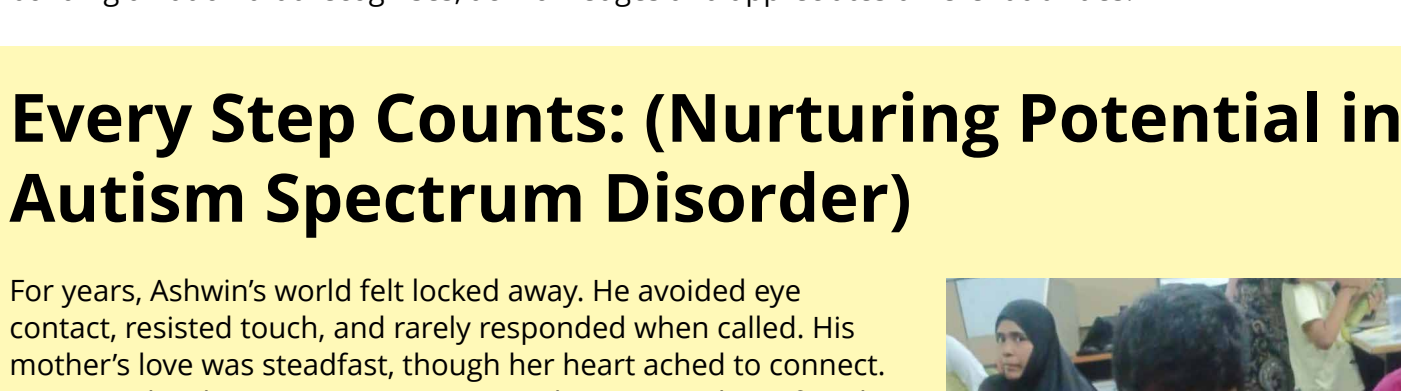 Every Step Counts: (Nurturing Potential in
Autism Spectrum Disorder)
For years, Ashwin’s world felt locked away. He avoided eye
contact, resisted touch, and rarely responded when called. His
mother’s love was steadfast, though her heart ached to connect.